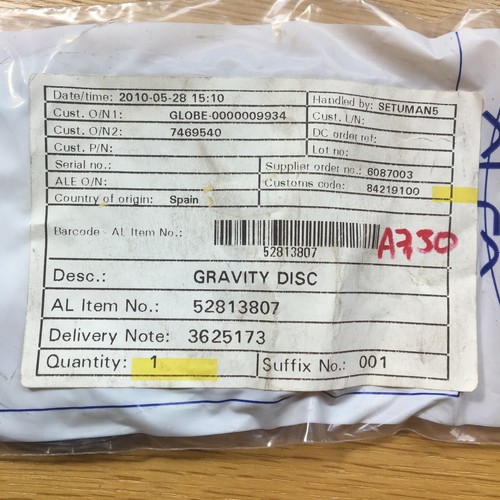 Date/time: 2010-05-28 15:10
Handled by: SETUMAN5
Cust. O/N1: GLOBE-0000009934
Cust. L/N:
Cust. O/N2: 7469540
DC order ref:
Cust. P/N:
Lot no:
Serial no.:
Supplier order no.: 6087003
ALE O/N:
Customs code: 84219100
Country of origin: Spain
Barcode - AL Item No.:
52813807
A730
Desc.: GRAVITY DISC
AL Item No.: 52813807
Delivery Note: 3625173
Quantity: 1
Suffix No.: 001